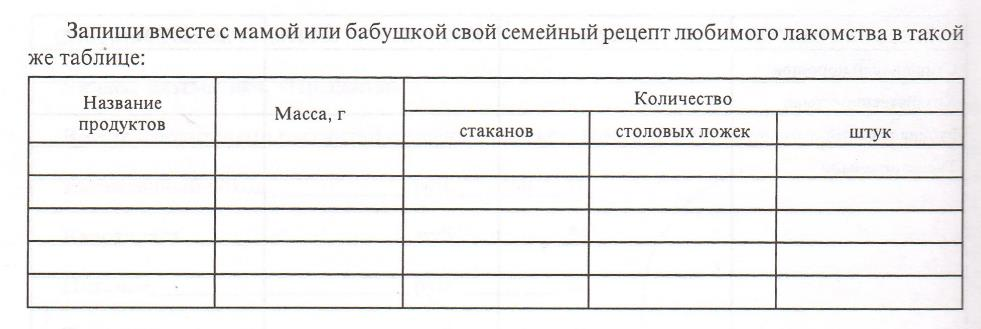 Запиши вместе с мамой или бабушкой свой семейный рецепт любимого лакомства в такой
же таблице:
Название
продуктов
Масса, г
Количество
стаканов
столовых ложек
штук